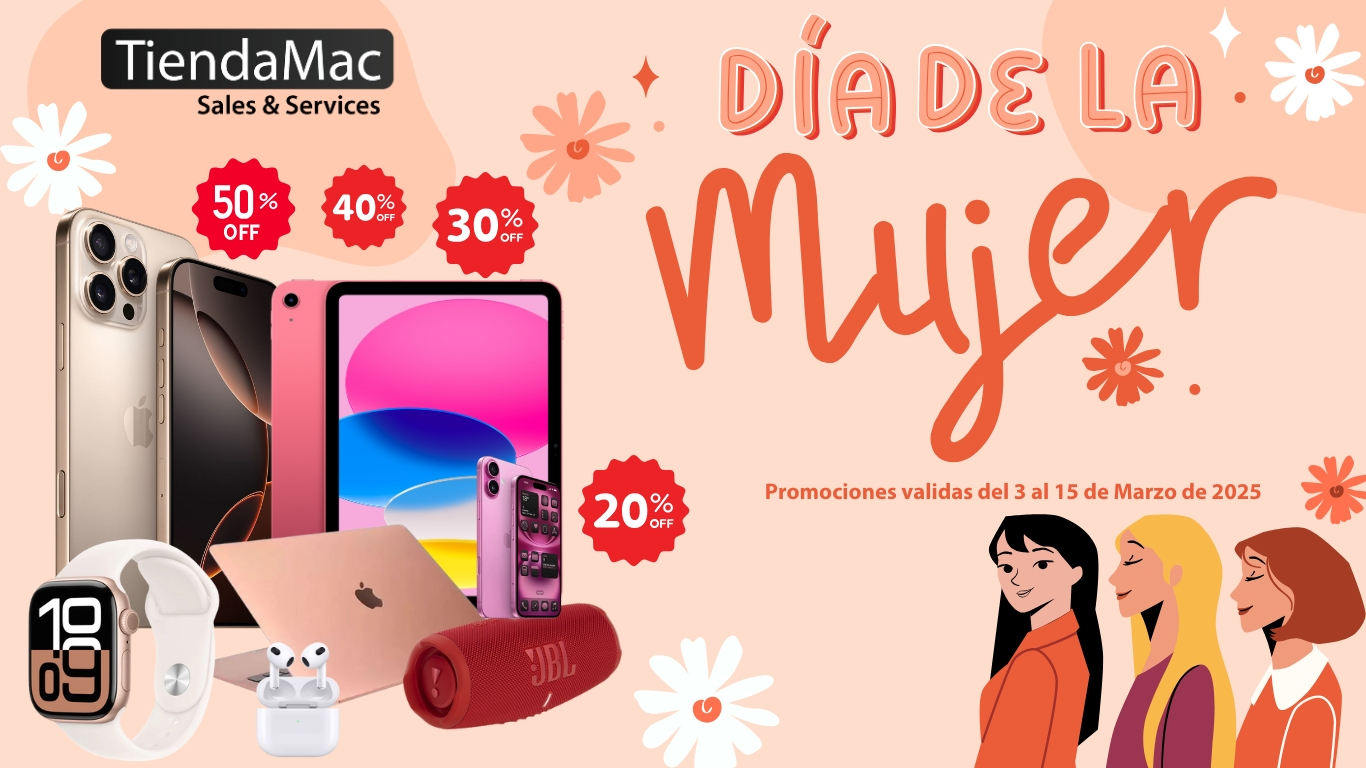 TiendaMac
Sales & Services
DÍA DE LA
Mujer
50% OFF
40% OFF
30% OFF
20% OFF
Promociones validas del 3 al 15 de Marzo de 2025
10
09
JBL